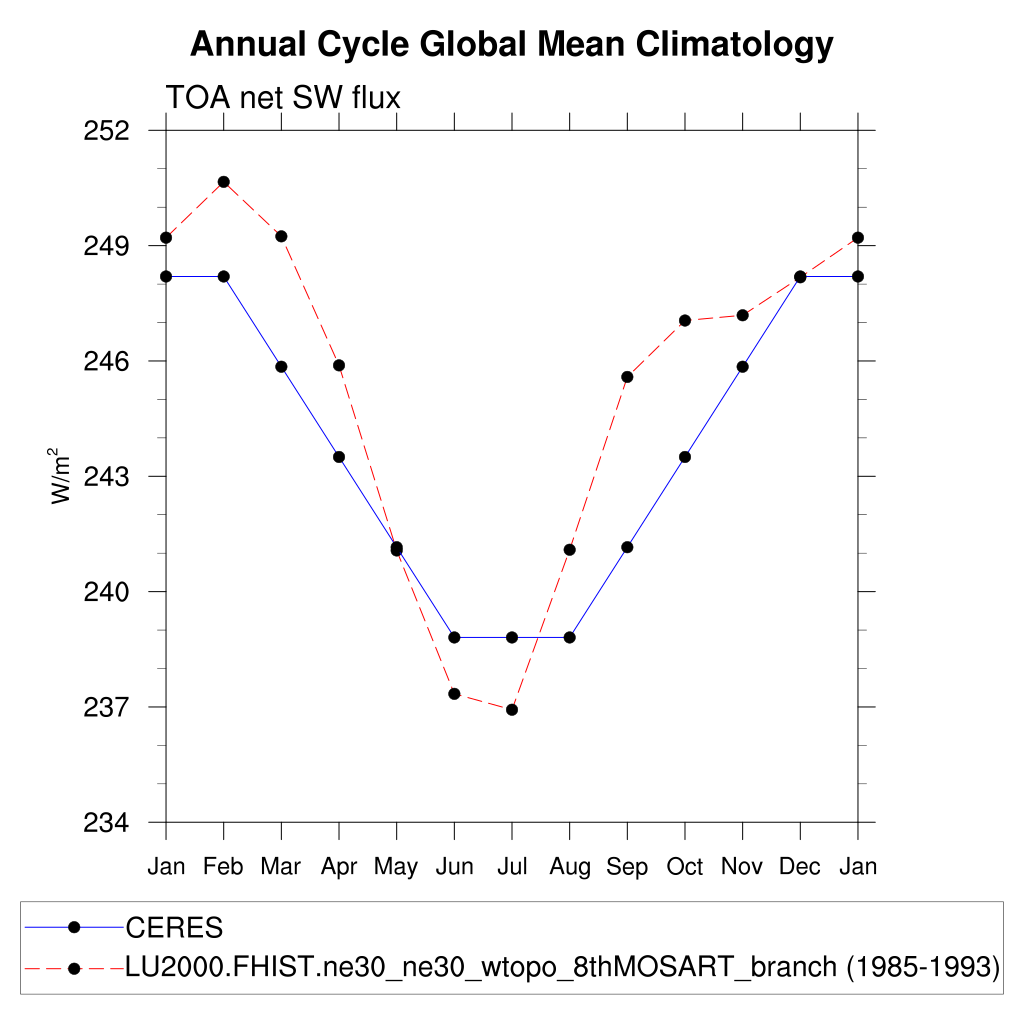 Annual Cycle Global Mean Climatology
TOA net SW flux
252
249
246
243
240
237
234
W/m²
Jan Feb Mar Apr May Jun Jul Aug Sep Oct Nov Dec Jan
CERES
LU2000.FHIST.ne30_ne30_wtopo_8thMOSART_branch (1985-1993)